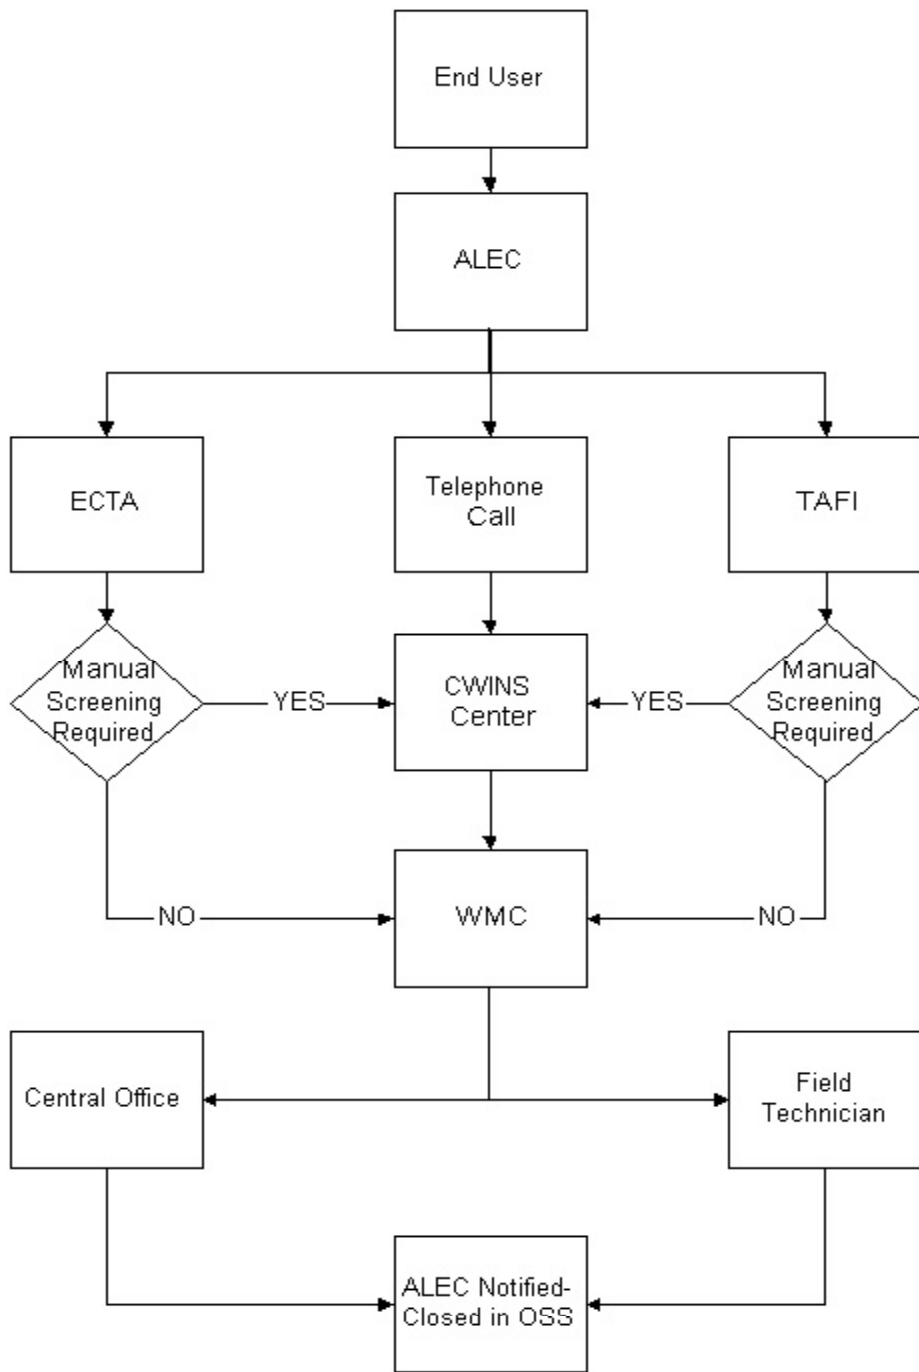 End User
ALEC
ECTA
Telephone
Call
TAFI
Manual
Screening
Required
YES
CWINS
Center
YES
Manual
Screening
Required
NO
WMC
NO
Central Office
Field
Technician
ALEC Notified-
Closed in OSS